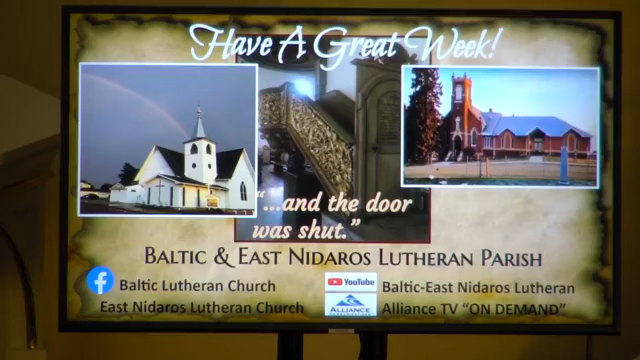 Have A Great Week!
“...and the door
was shut.”
BALTIC & EAST NIDAROS LUTHERAN PARISH
f Baltic Lutheran Church
East Nidaros Lutheran Church
YouTube Baltic-East Nidaros Lutheran
ALLIANCE Alliance TV “ON DEMAND”